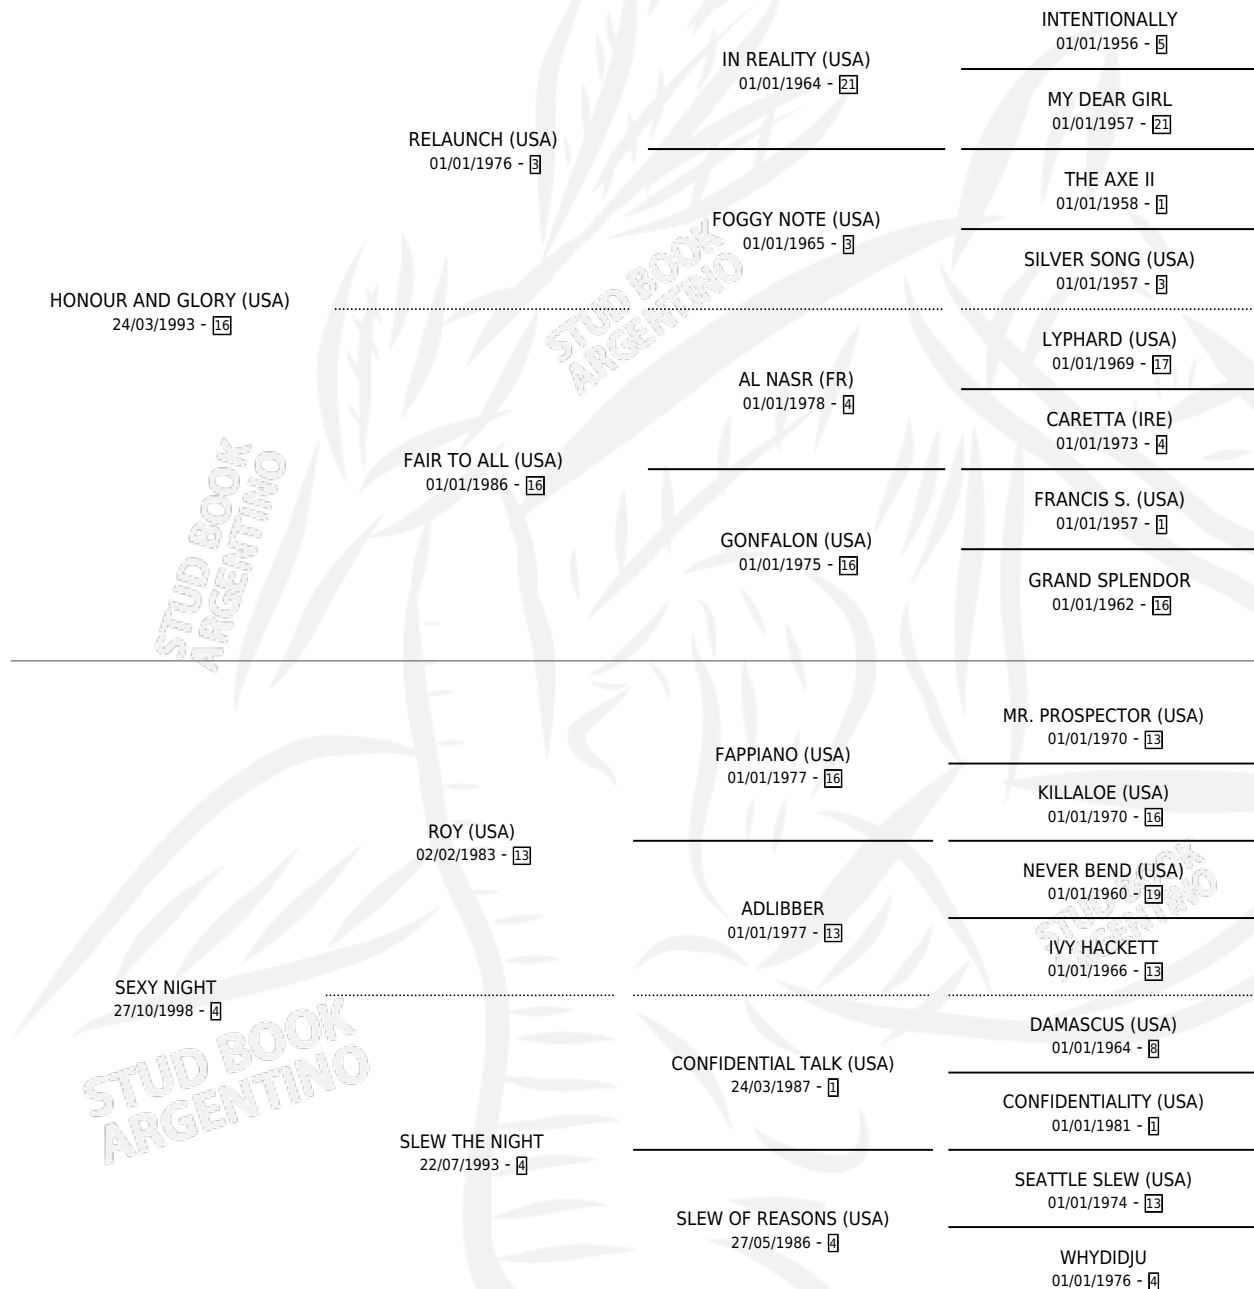 HONOUR AND GLORY (USA)
24/03/1993 - 16
RELAUNCH (USA)
01/01/1976 - 3
FAIR TO ALL (USA)
01/01/1986 - 16
IN REALITY (USA)
01/01/1964 - 21
FOGGY NOTE (USA)
01/01/1965 - 3
AL NASR (FR)
01/01/1978 - 4
GONFALON (USA)
01/01/1975 - 16
INTENTIONALLY
01/01/1956 - 5
MY DEAR GIRL
01/01/1957 - 21
THE AXE II
01/01/1958 - 1
SILVER SONG (USA)
01/01/1957 - 3
LYPHARD (USA)
01/01/1969 - 17
CARETTA (IRE)
01/01/1973 - 4
FRANCIS S. (USA)
01/01/1957 - 1
GRAND SPLENDOR
01/01/1962 - 16
STUD BOOK
ARGENTINO
STUD BOOK
ARGENTINO
SEXY NIGHT
27/10/1998 - 4
ROY (USA)
02/02/1983 - 13
SLEW THE NIGHT
22/07/1993 - 4
FAPPIANO (USA)
01/01/1977 - 16
ADLIBBER
01/01/1977 - 13
CONFIDENTIAL TALK (USA)
24/03/1987 - 1
SLEW OF REASONS (USA)
27/05/1986 - 4
MR. PROSPECTOR (USA)
01/01/1970 - 13
KILLALOE (USA)
01/01/1970 - 16
NEVER BEND (USA)
01/01/1960 - 19
IVY HACKETT
01/01/1966 - 13
DAMASCUS (USA)
01/01/1964 - 8
CONFIDENTIALITY (USA)
01/01/1981 - 1
SEATTLE SLEW (USA)
01/01/1974 - 13
WHYDIDJU
01/01/1976 - 4
STUD BOOK
ARGENTINO
STUD BOOK
ARGENTINO